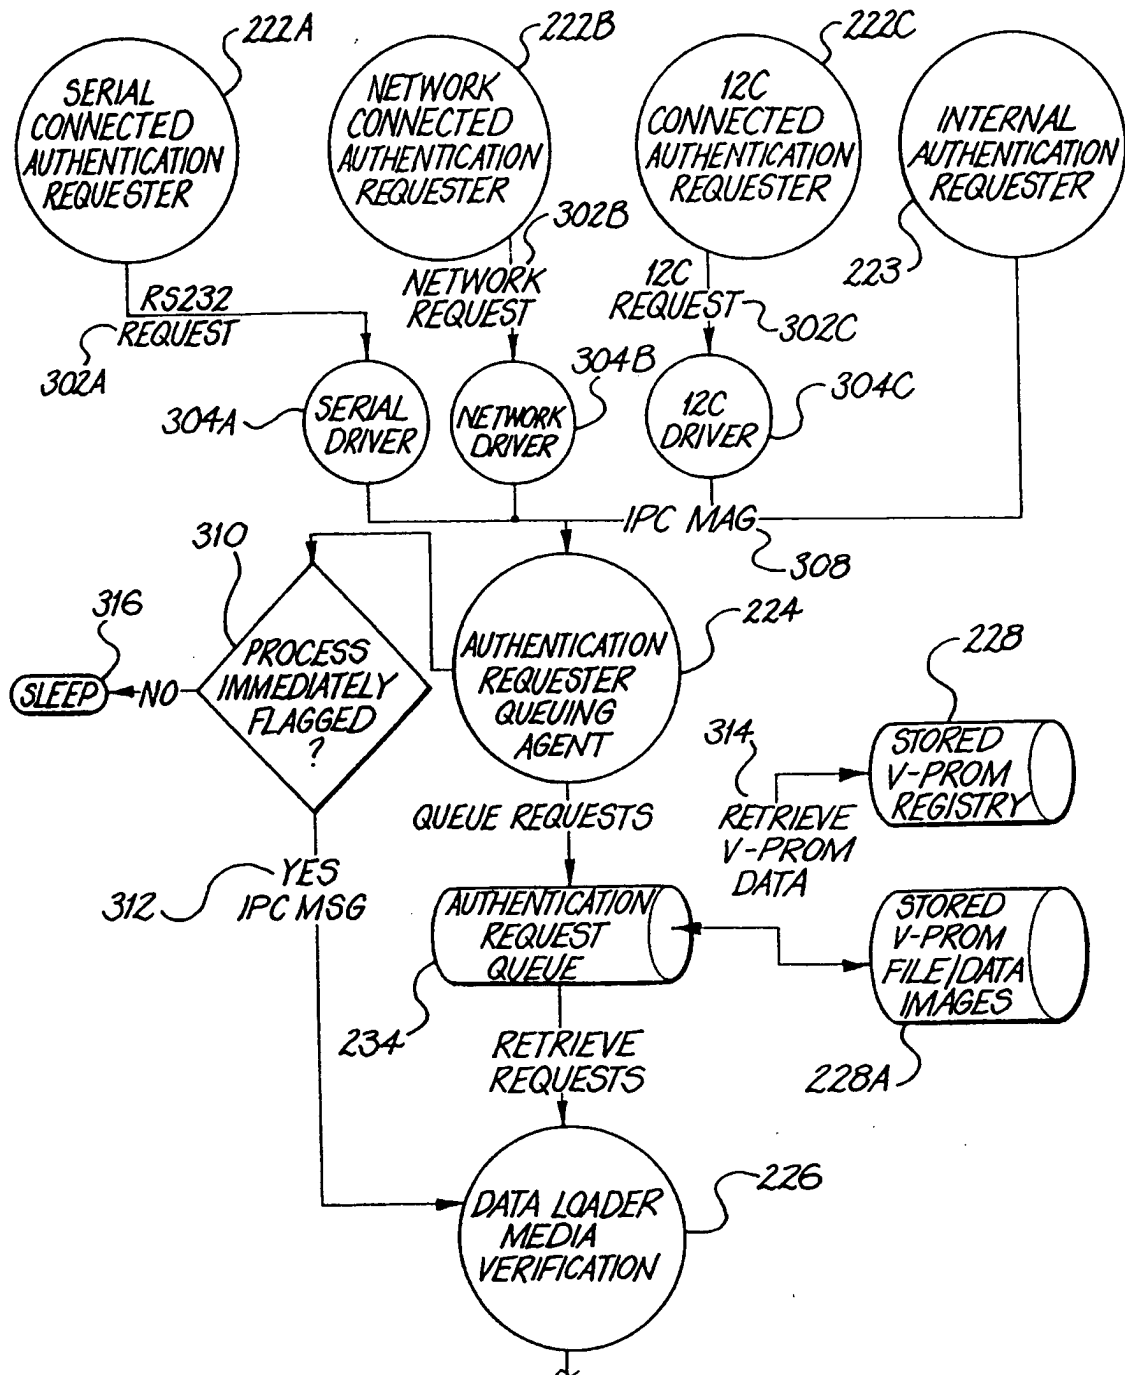 222A
222B
222C
SERIAL
CONNECTED
AUTHENTICATION
REQUESTER
NETWORK
CONNECTED
AUTHENTICATION
REQUESTER
12C
CONNECTED
AUTHENTICATION
REQUESTER
INTERNAL
AUTHENTICATION
REQUESTER
223
RS232
REQUEST
302A
302B
NETWORK
REQUEST
12C
REQUEST
302C
304A
SERIAL
DRIVER
304B
NETWORK
DRIVER
304C
12C
DRIVER
IPC MAG
308
310
316
SLEEP
NO
PROCESS
IMMEDIATELY
FLAGGED
?
224
AUTHENTICATION
REQUESTER
QUEUING
AGENT
228
STORED
V-PROM
REGISTRY
314
RETRIEVE
V-PROM
DATA
QUEUE REQUESTS
312
YES
IPC MSG
AUTHENTICATION
REQUEST
QUEUE
234
STORED
V-PROM
FILE/DATA
IMAGES
228A
RETRIEVE
REQUESTS
226
DATA LOADER
MEDIA
VERIFICATION